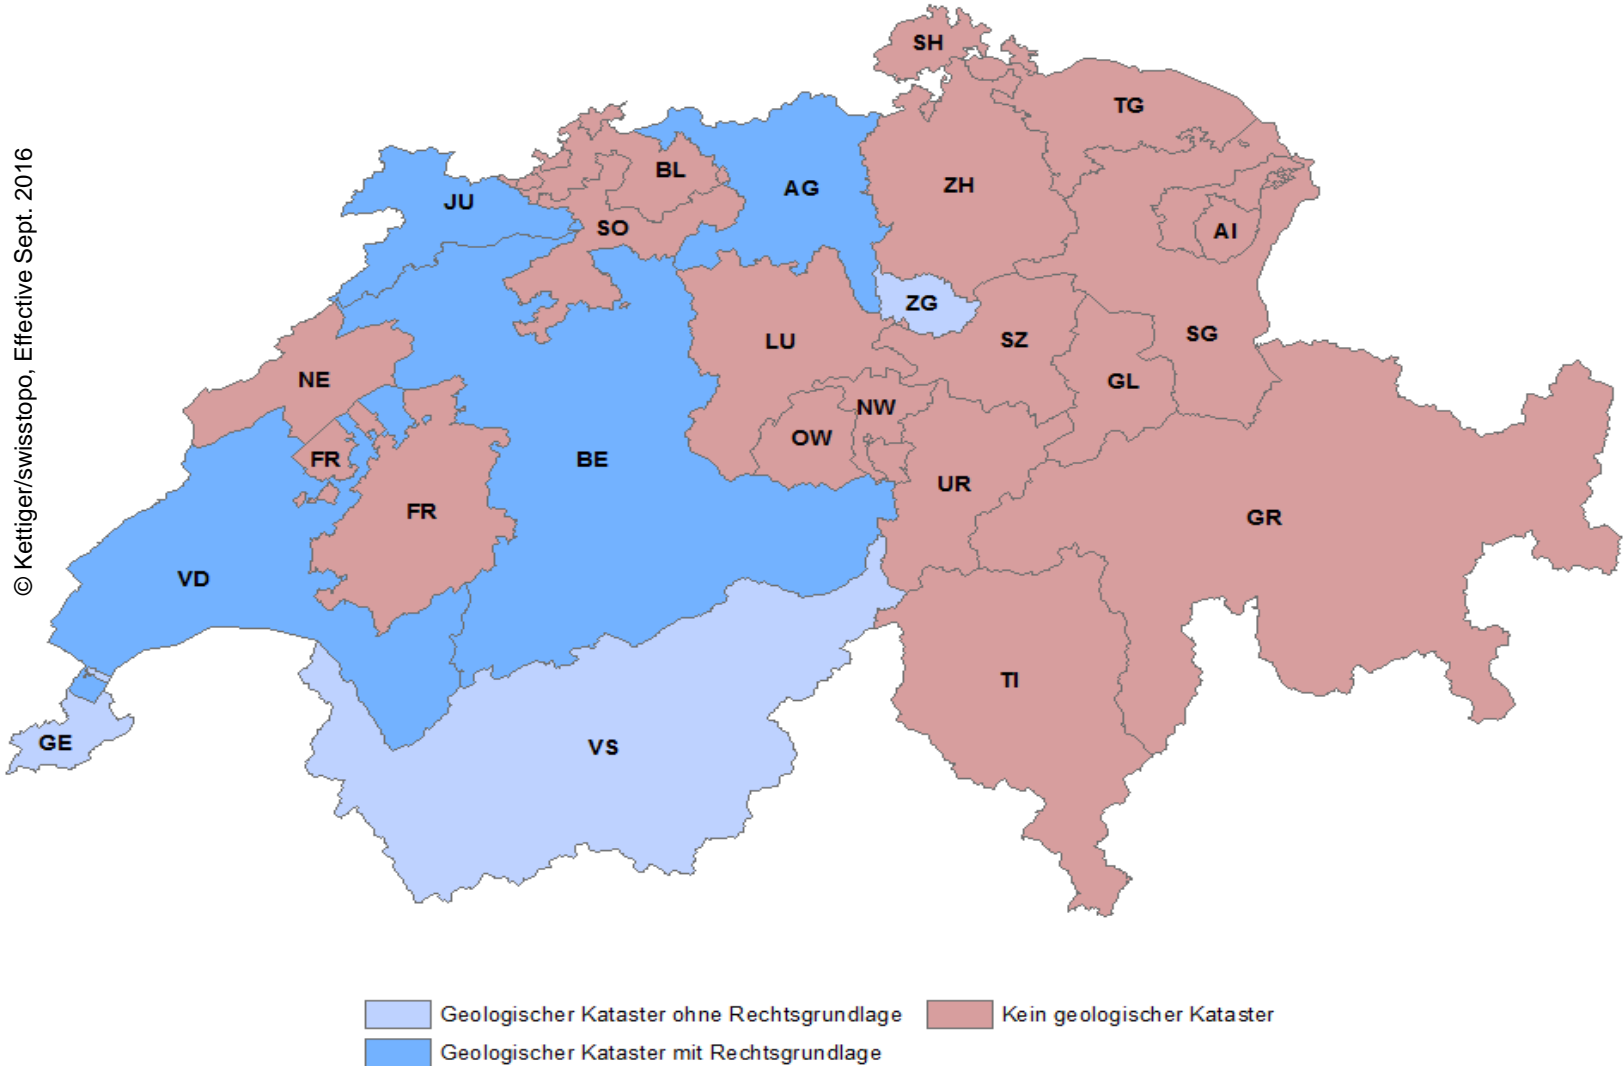 © Kettiger/swisstopo, Effective Sept. 2016
SH
TG
BL
AG
ZH
JU
SO
AI
ZG
LU
SZ
SG
NE
GL
NW
OW
FR
BE
UR
FR
GR
VD
TI
GE
VS
Geologischer Kataster ohne Rechtsgrundlage
Kein geologischer Kataster
Geologischer Kataster mit Rechtsgrundlage